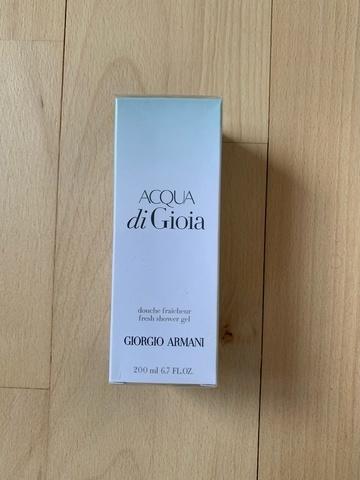 ACQUA
di Gioia
douche fraîcheur
fresh shower gel
GIORGIO ARMANI
200 ml 6.7 FL.OZ.